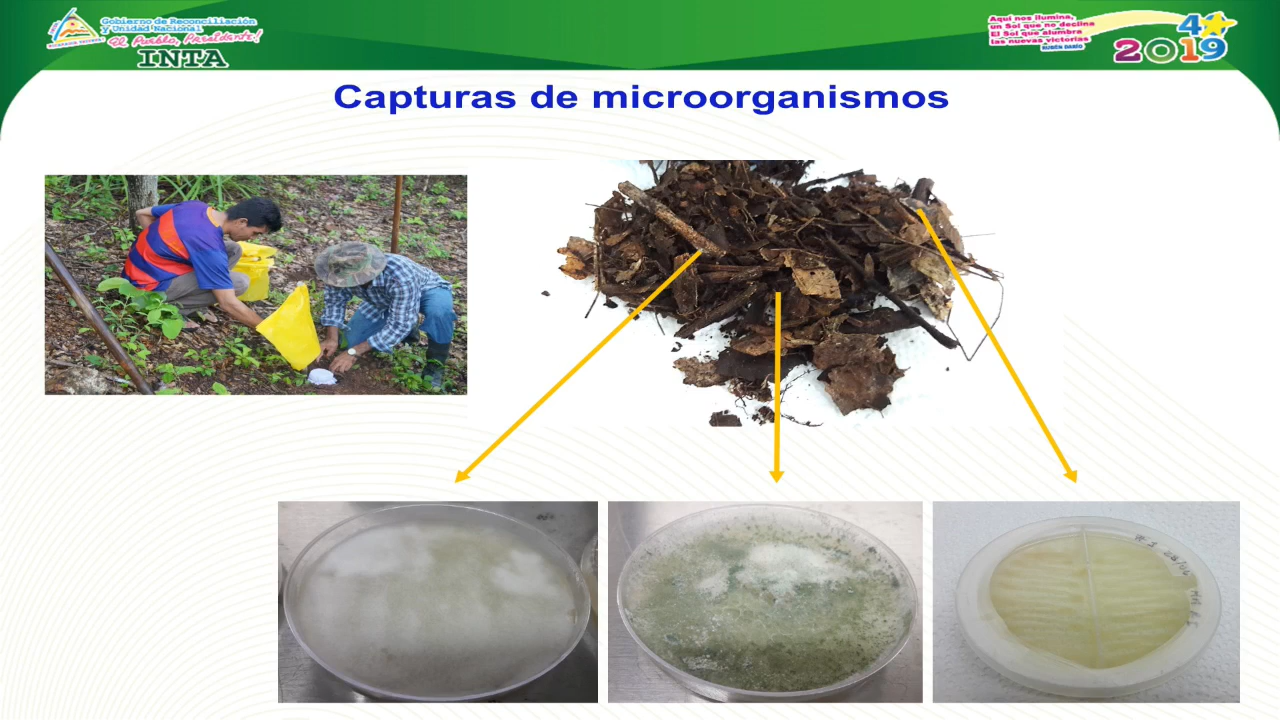 Gobierno de Reconciliación
y Unidad Nacional
El Pueblo, Presidente!
INTA
Aquí nos ilumina,
un Sol que no declina
El Sol que alumbra
las nuevas victorias
RUBÉN DARÍO
40
2019
Capturas de microorganismos